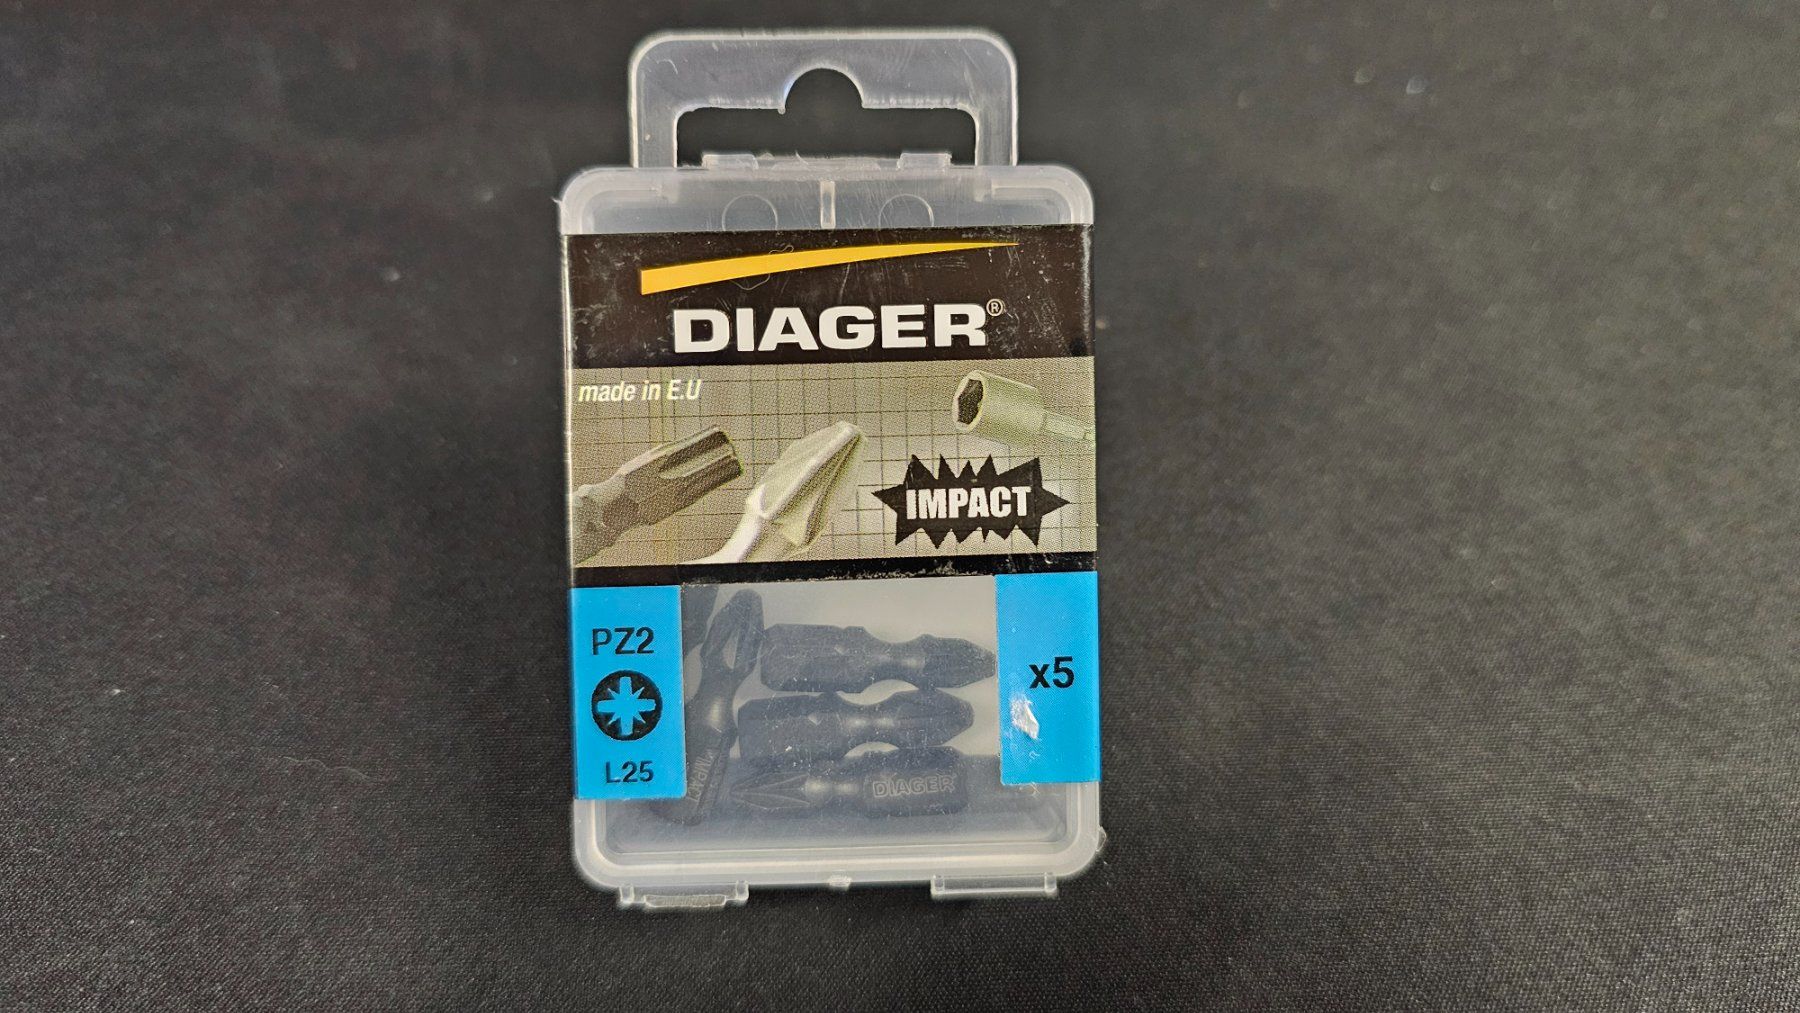 DIAGER®
made in E.U
IMPACT
PZ2
x5
L25
DIAGER